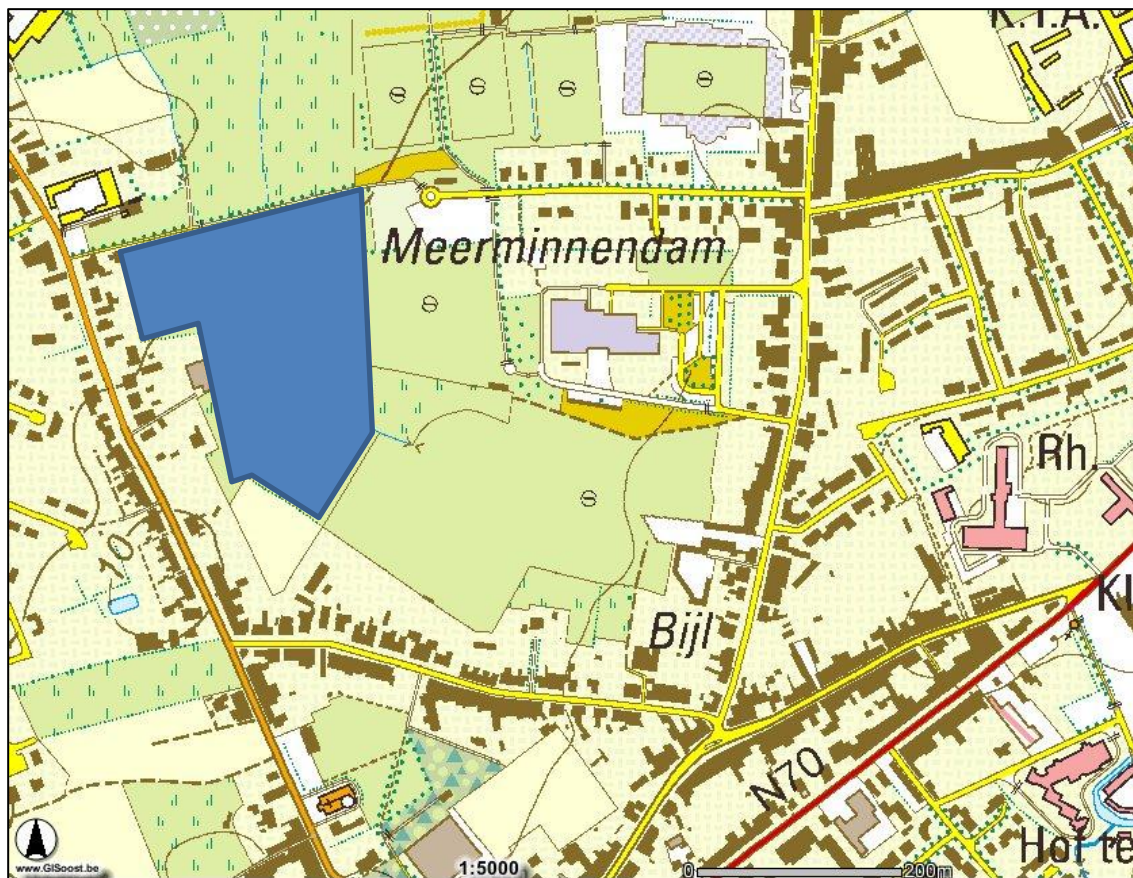 K.T.A.
Meerminnendam
Rh.
Kl
Bijl
N70
Hof te
www.GISoost.be
1:5000
0
200m